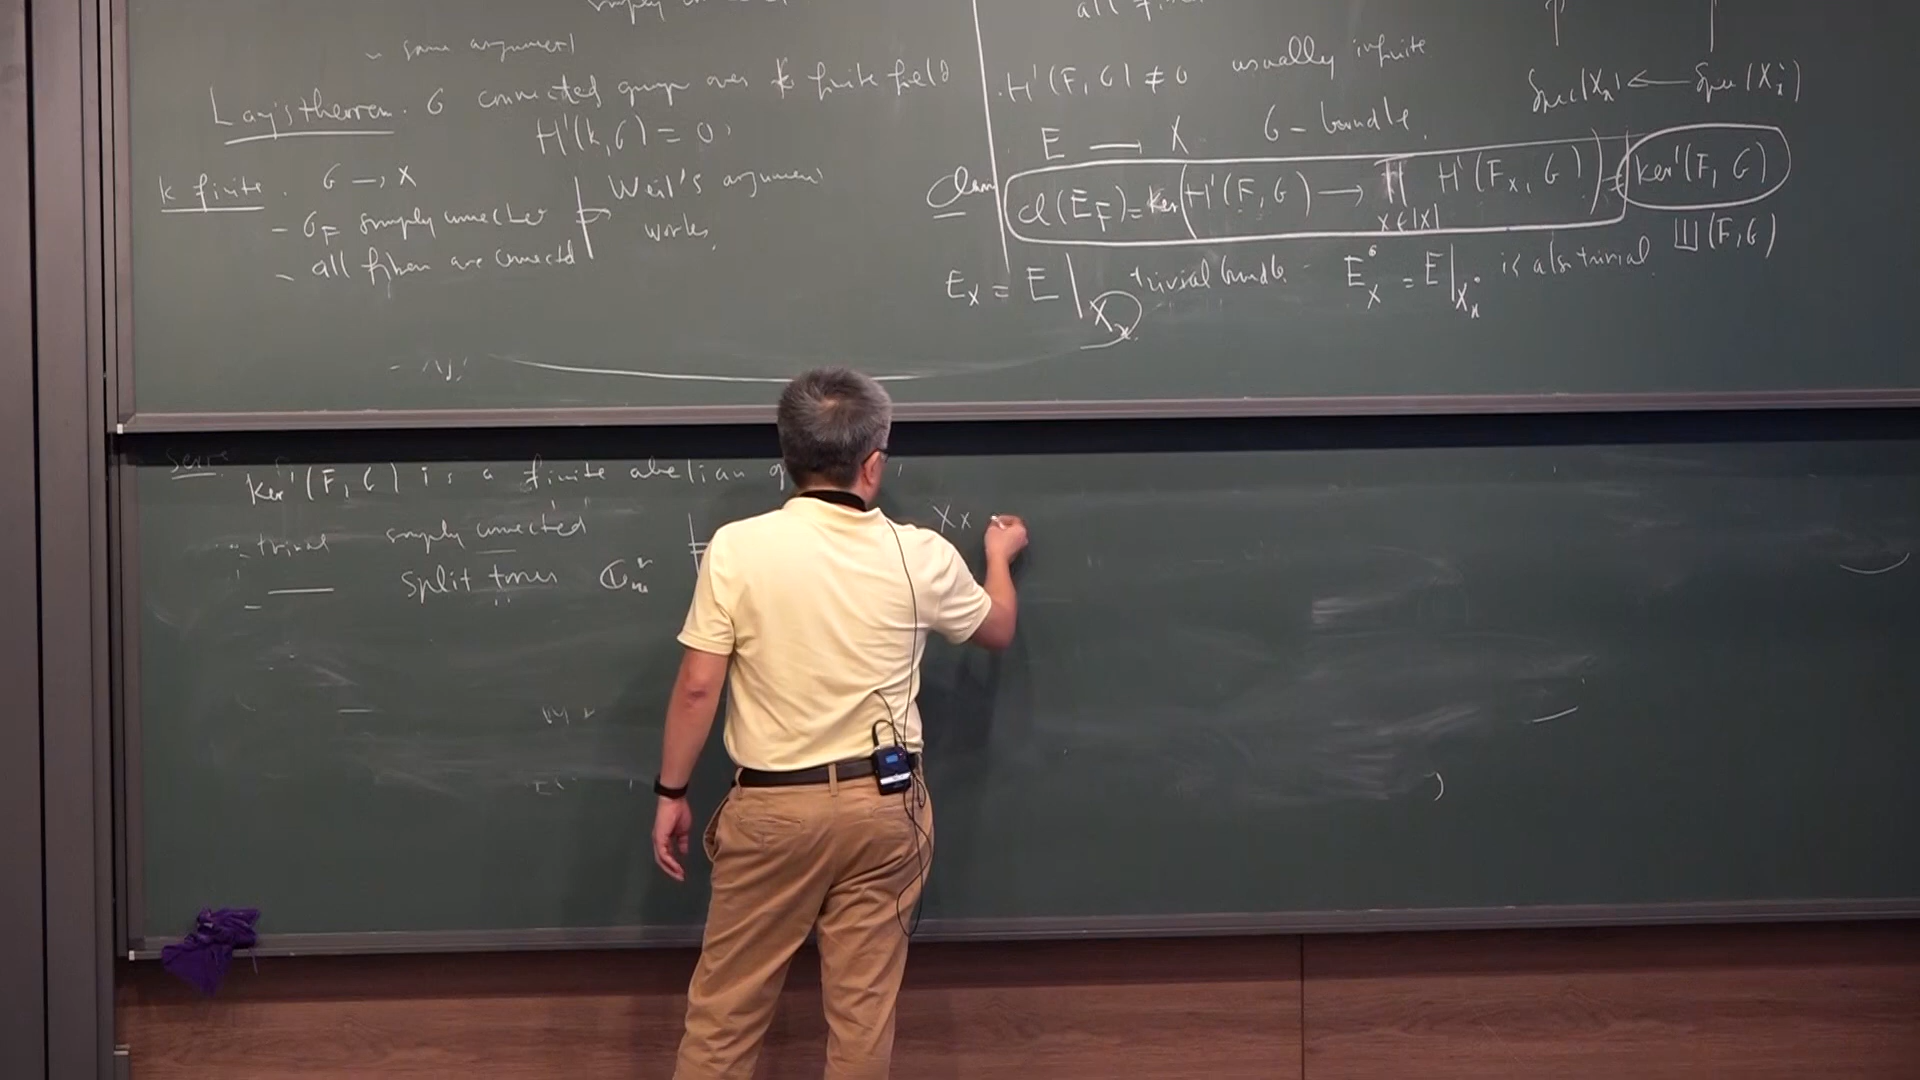 simply
~ same argument
Lang's theorem. G connected group over k finite field
H¹(k, G) = 0.
k finite. G → X
- G_F simply connected
- all fibers are connected
Weil's argument
works.
all
H¹(F, G) ≠ 0 usually infinite
E → X G-bundle.
Claim cl(E_F) = ker(H¹(F, G) → ∏_{x∈|X|} H¹(F_x, G)) = ker¹(F, G)
Ш(F, G)
E_x = E|_{X_x} trivial bundle - E_x^• = E|_{X_x^•} is also trivial.
↑ ↑
Spec(X_x) ← Spec(X_x^•)
Serre. ker¹(F, G) is a finite abelian
- trivial simply connected
- — split torus G_m^r
X_x